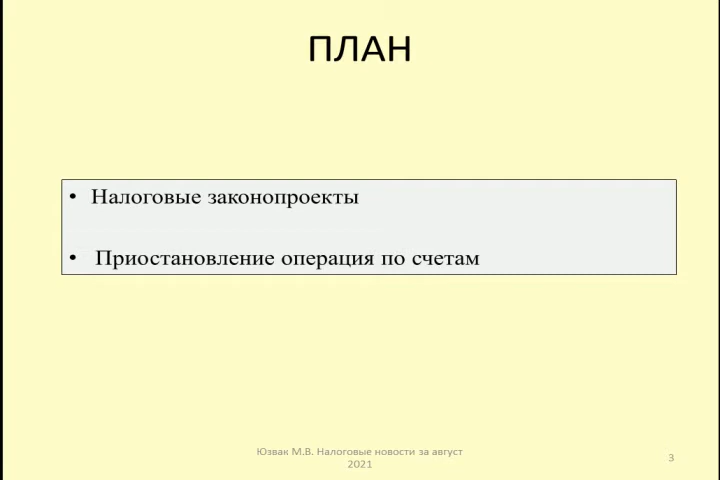 ПЛАН
• Налоговые законопроекты
• Приостановление операция по счетам
Юзвак М.В. Налоговые новости за август
2021
3